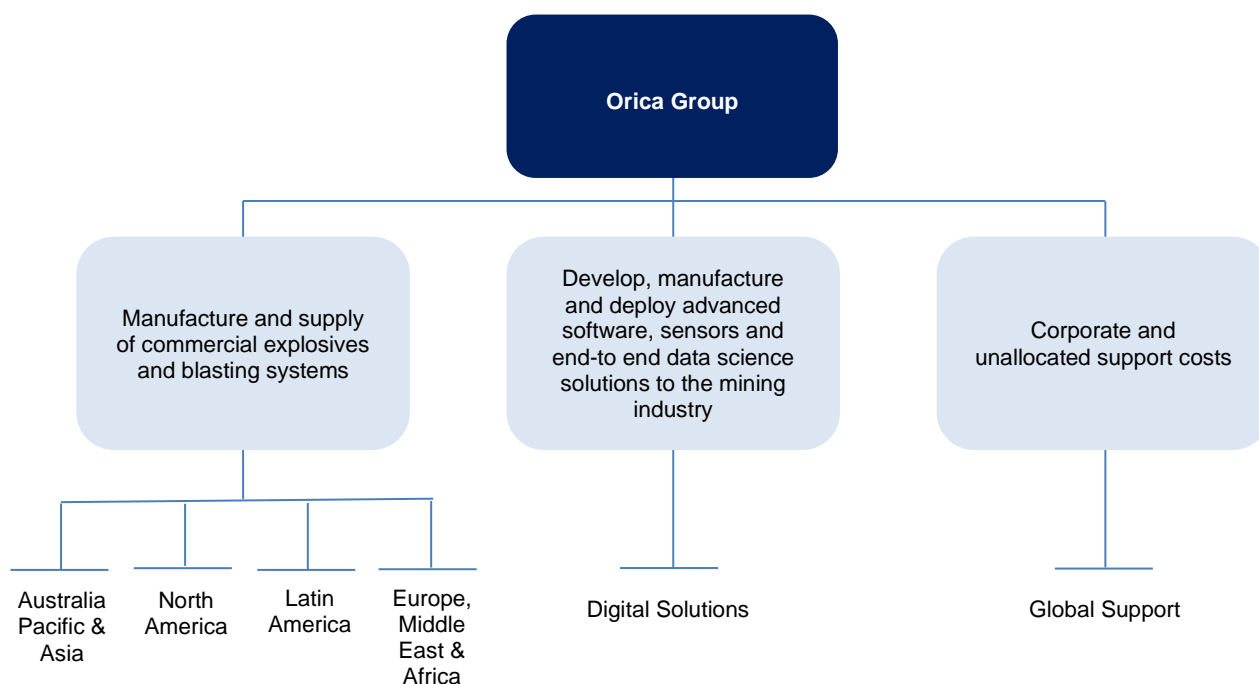 Orica Group
Manufacture and supply
of commercial explosives
and blasting systems
Develop, manufacture
and deploy advanced
software, sensors and
end-to end data science
solutions to the mining
industry
Corporate and
unallocated support costs
Australia
Pacific &
Asia
North
America
Latin
America
Europe,
Middle
East &
Africa
Digital Solutions
Global Support